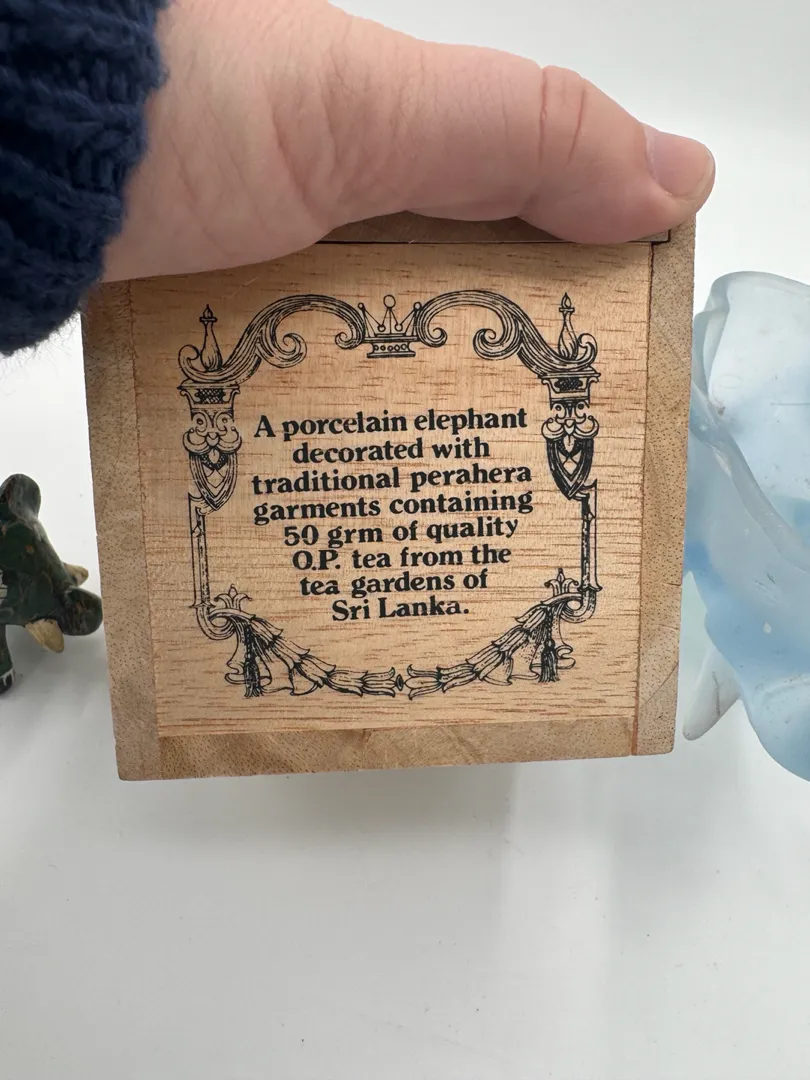 A porcelain elephant
decorated with
traditional perahera
garments containing
50 grm of quality
O.P. tea from the
tea gardens of
Sri Lanka.